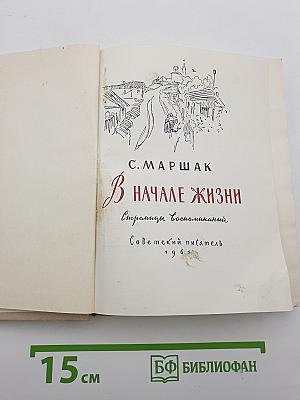 С. МАРШАК
В НАЧАЛЕ ЖИЗНИ
Страницы воспоминаний
Советский писатель
15 см
БФ БИБЛИОФАН